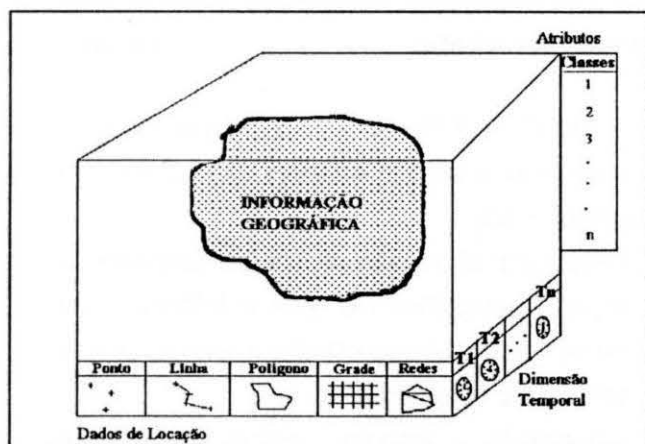 Atributos
Classes
1
2
3
.
.
.
n
INFORMAÇÃO
GEOGRÁFICA
Ponto Linha Polígono Grade Redes
T1 T2 . . . Tn
Dados de Locação
Dimensão
Temporal